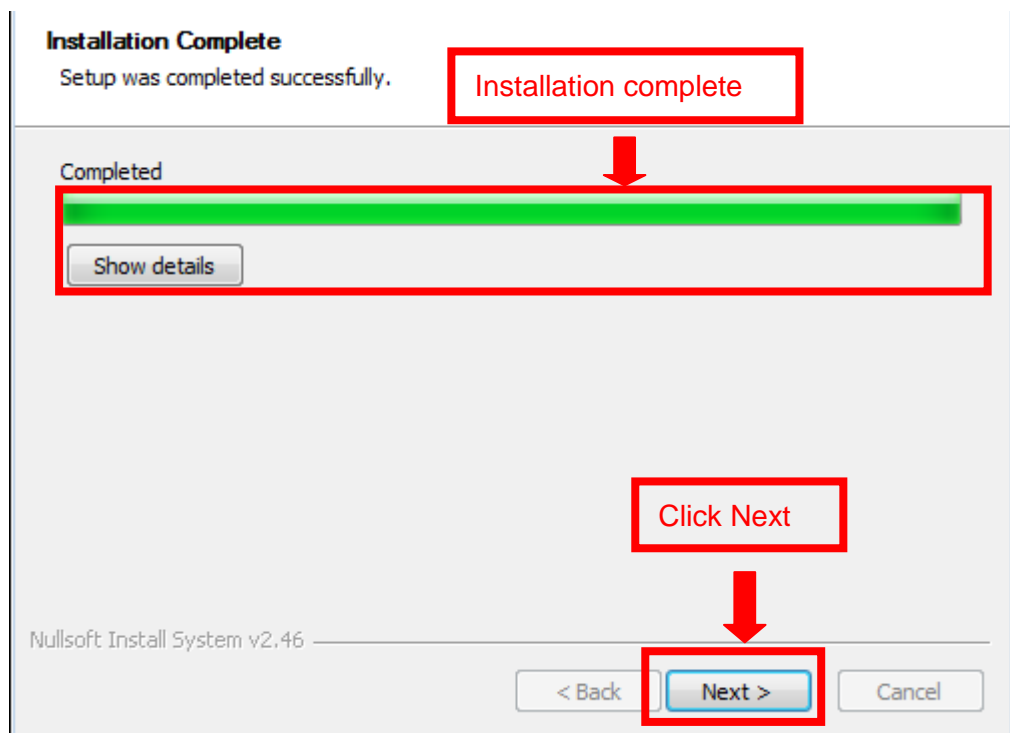 Installation Complete
Setup was completed successfully.
Installation complete
Completed
Show details
Click Next
Nullsoft Install System v2.46
< Back
Next >
Cancel